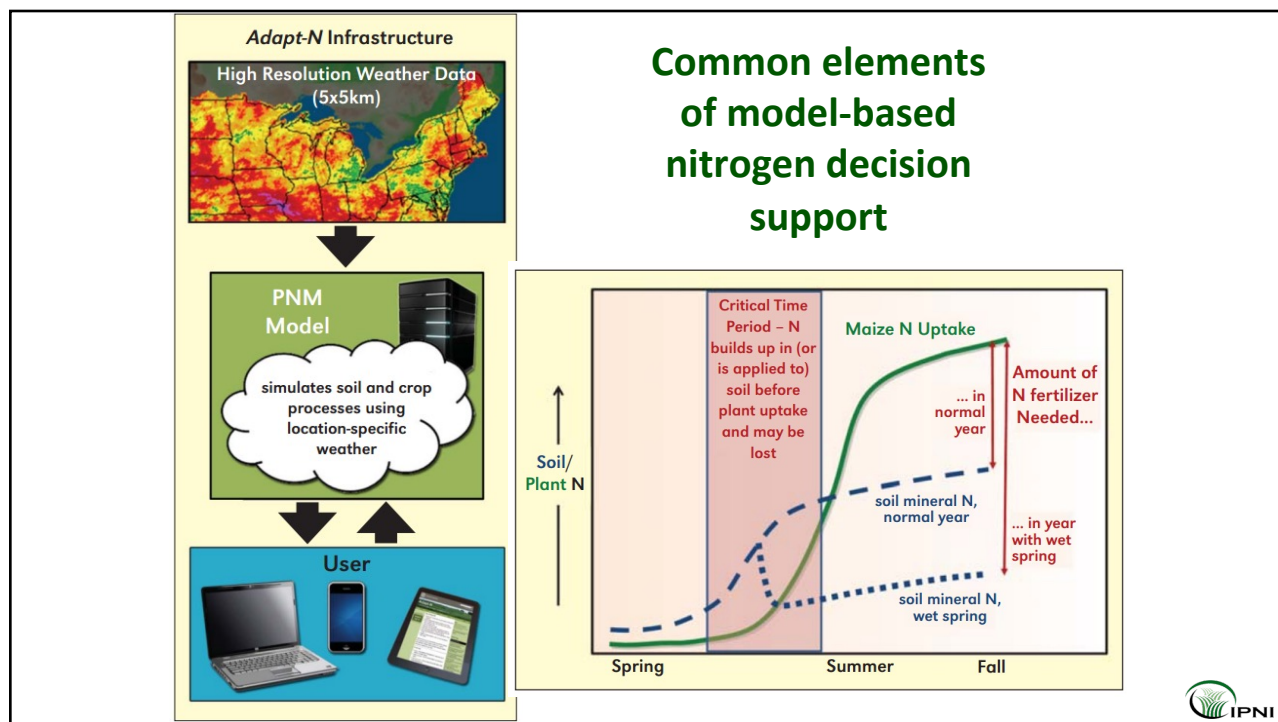 Adapt-N Infrastructure
High Resolution Weather Data
(5x5km)
PNM
Model
simulates soil and crop
processes using
location-specific
weather
User
Common elements
of model-based
nitrogen decision
support
Critical Time
Period – N
builds up in (or
is applied to)
soil before
plant uptake
and may be
lost
Maize N Uptake
Amount of
N fertilizer
Needed...
... in
normal
year
Soil/
Plant N
soil mineral N,
normal year
... in year
with wet
spring
soil mineral N,
wet spring
Spring
Summer
Fall
IPNI